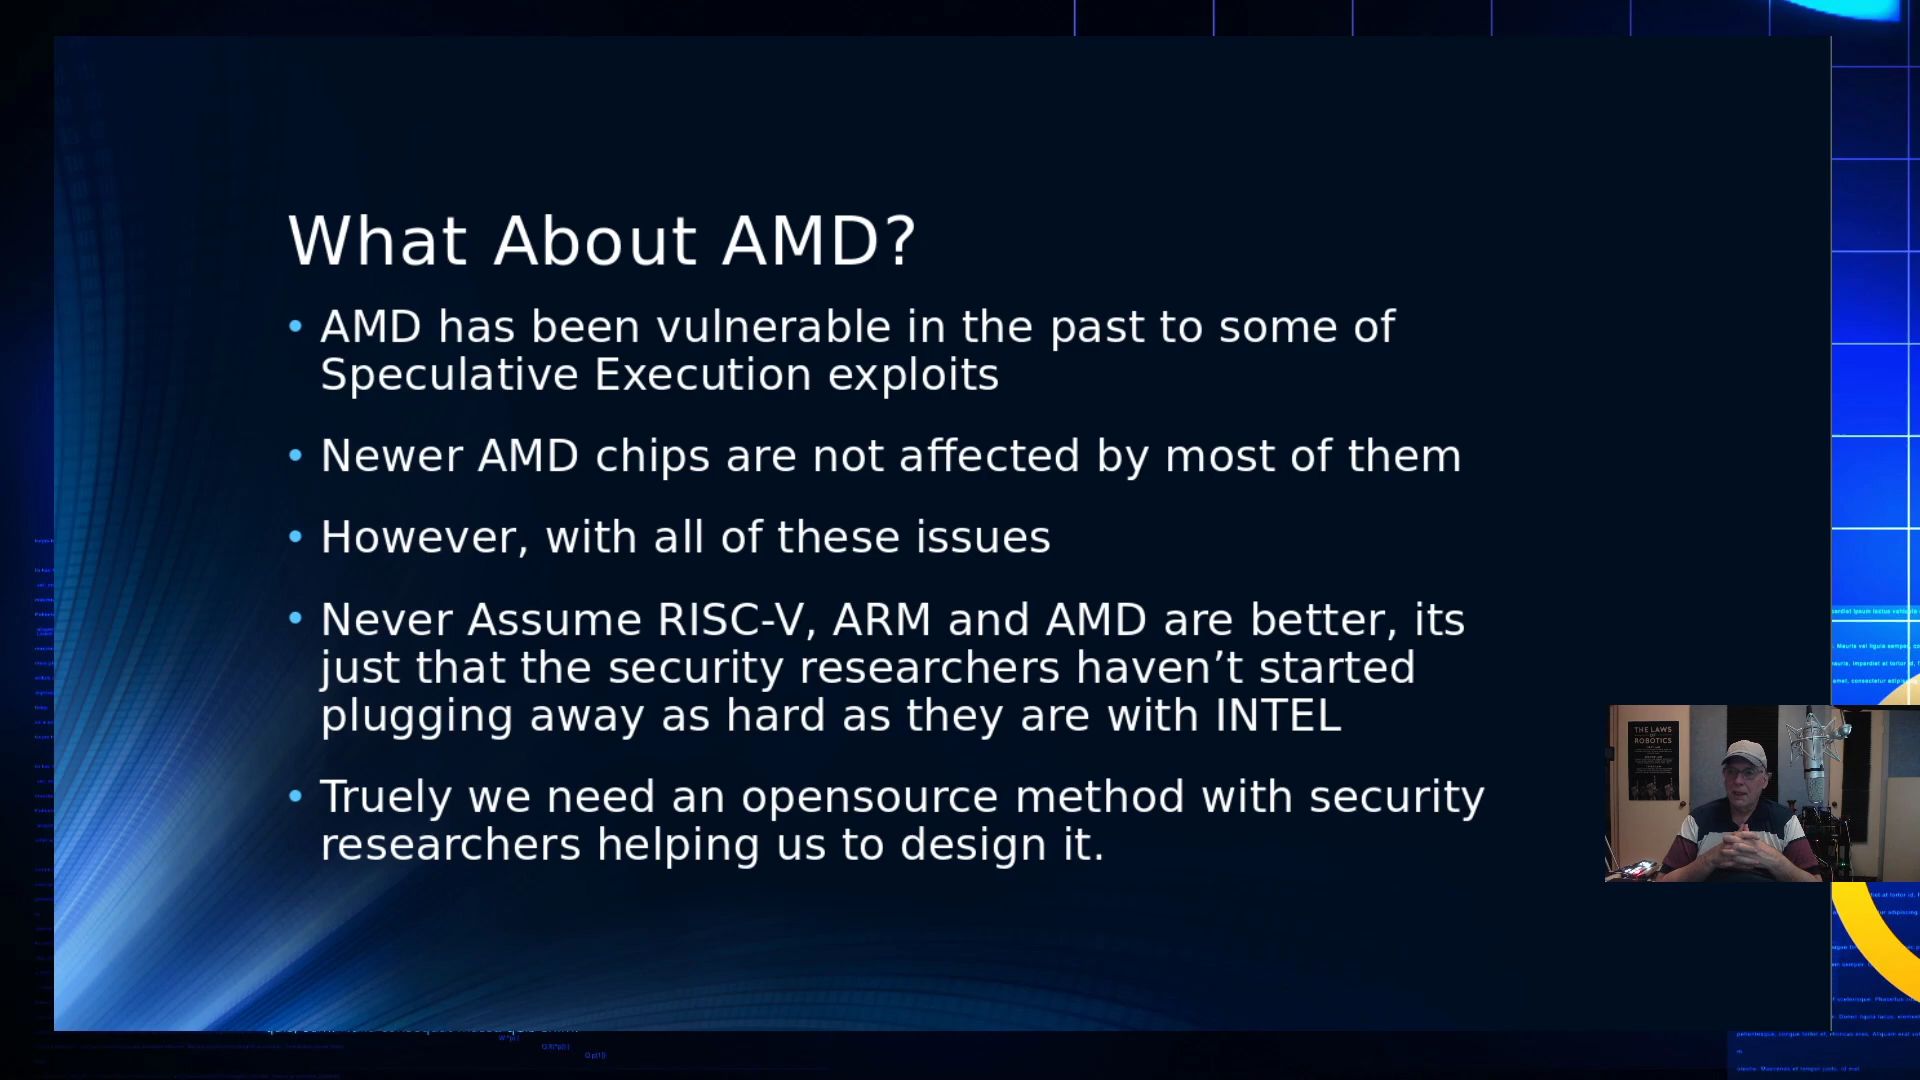 What About AMD?
• AMD has been vulnerable in the past to some of
Speculative Execution exploits
• Newer AMD chips are not affected by most of them
• However, with all of these issues
• Never Assume RISC-V, ARM and AMD are better, its
just that the security researchers haven’t started
plugging away as hard as they are with INTEL
• Truely we need an opensource method with security
researchers helping us to design it.
THE LAWS
OF
ROBOTICS